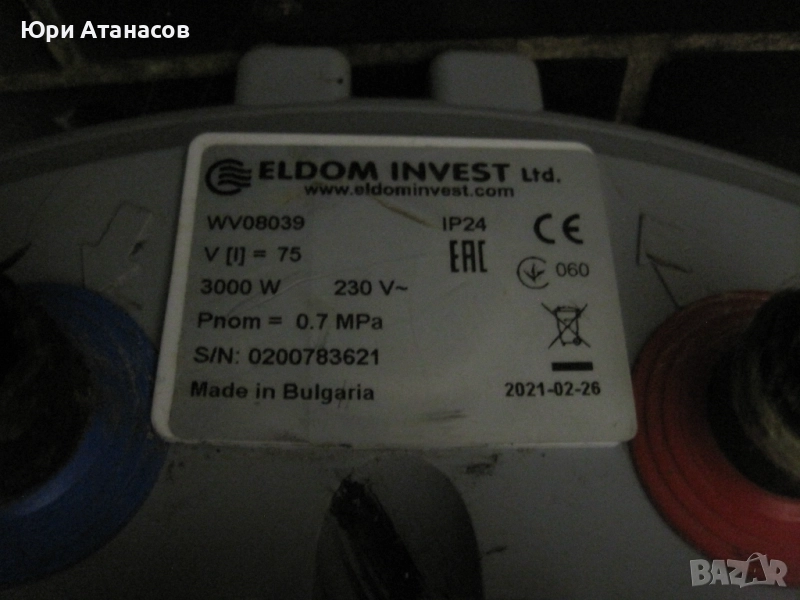 Юри Атанасов
ELDOM INVEST Ltd.
www.eldominvest.com
WV08039 IP24 CE
V [l] = 75 EAC 060
3000 W 230 V~
Pnom = 0.7 MPa
S/N: 0200783621
Made in Bulgaria 2021-02-26
BAZAR